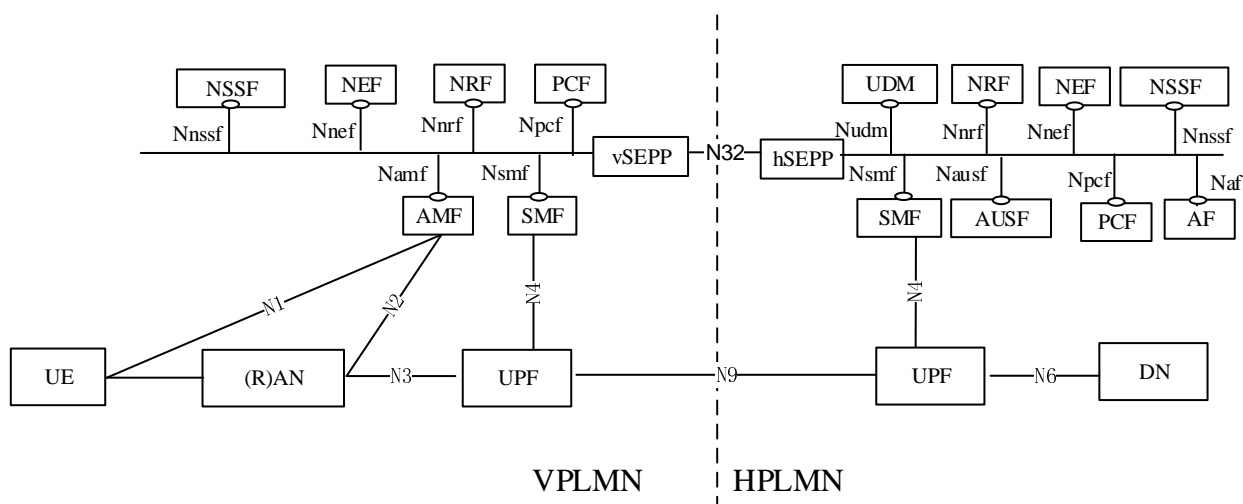 NSSF
NEF
NRF
PCF
UDM
NRF
NEF
NSSF
Nnssf
Nnef
Nnrf
Npcf
Nudm
Nnrf
Nnef
Nnssf
vSEPP
N32
hSEPP
Namf
Nsmf
Nsmf
Nausf
Npcf
Naf
AMF
SMF
SMF
AUSF
PCF
AF
N1
N2
N4
N4
UE
(R)AN
N3
UPF
N9
UPF
N6
DN
VPLMN
HPLMN